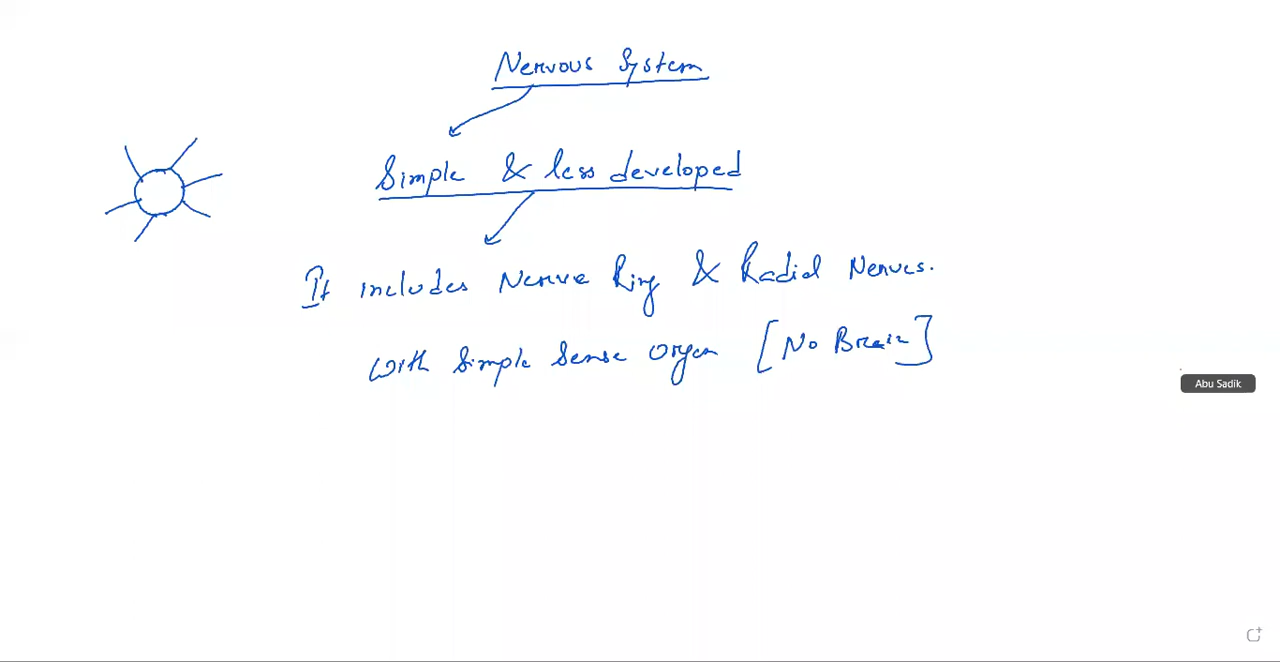 Nervous System
Simple & less developed
It includes Nerve Ring & Radial Nerves.
with Simple Sense organ [No Brain]
Abu Sadik